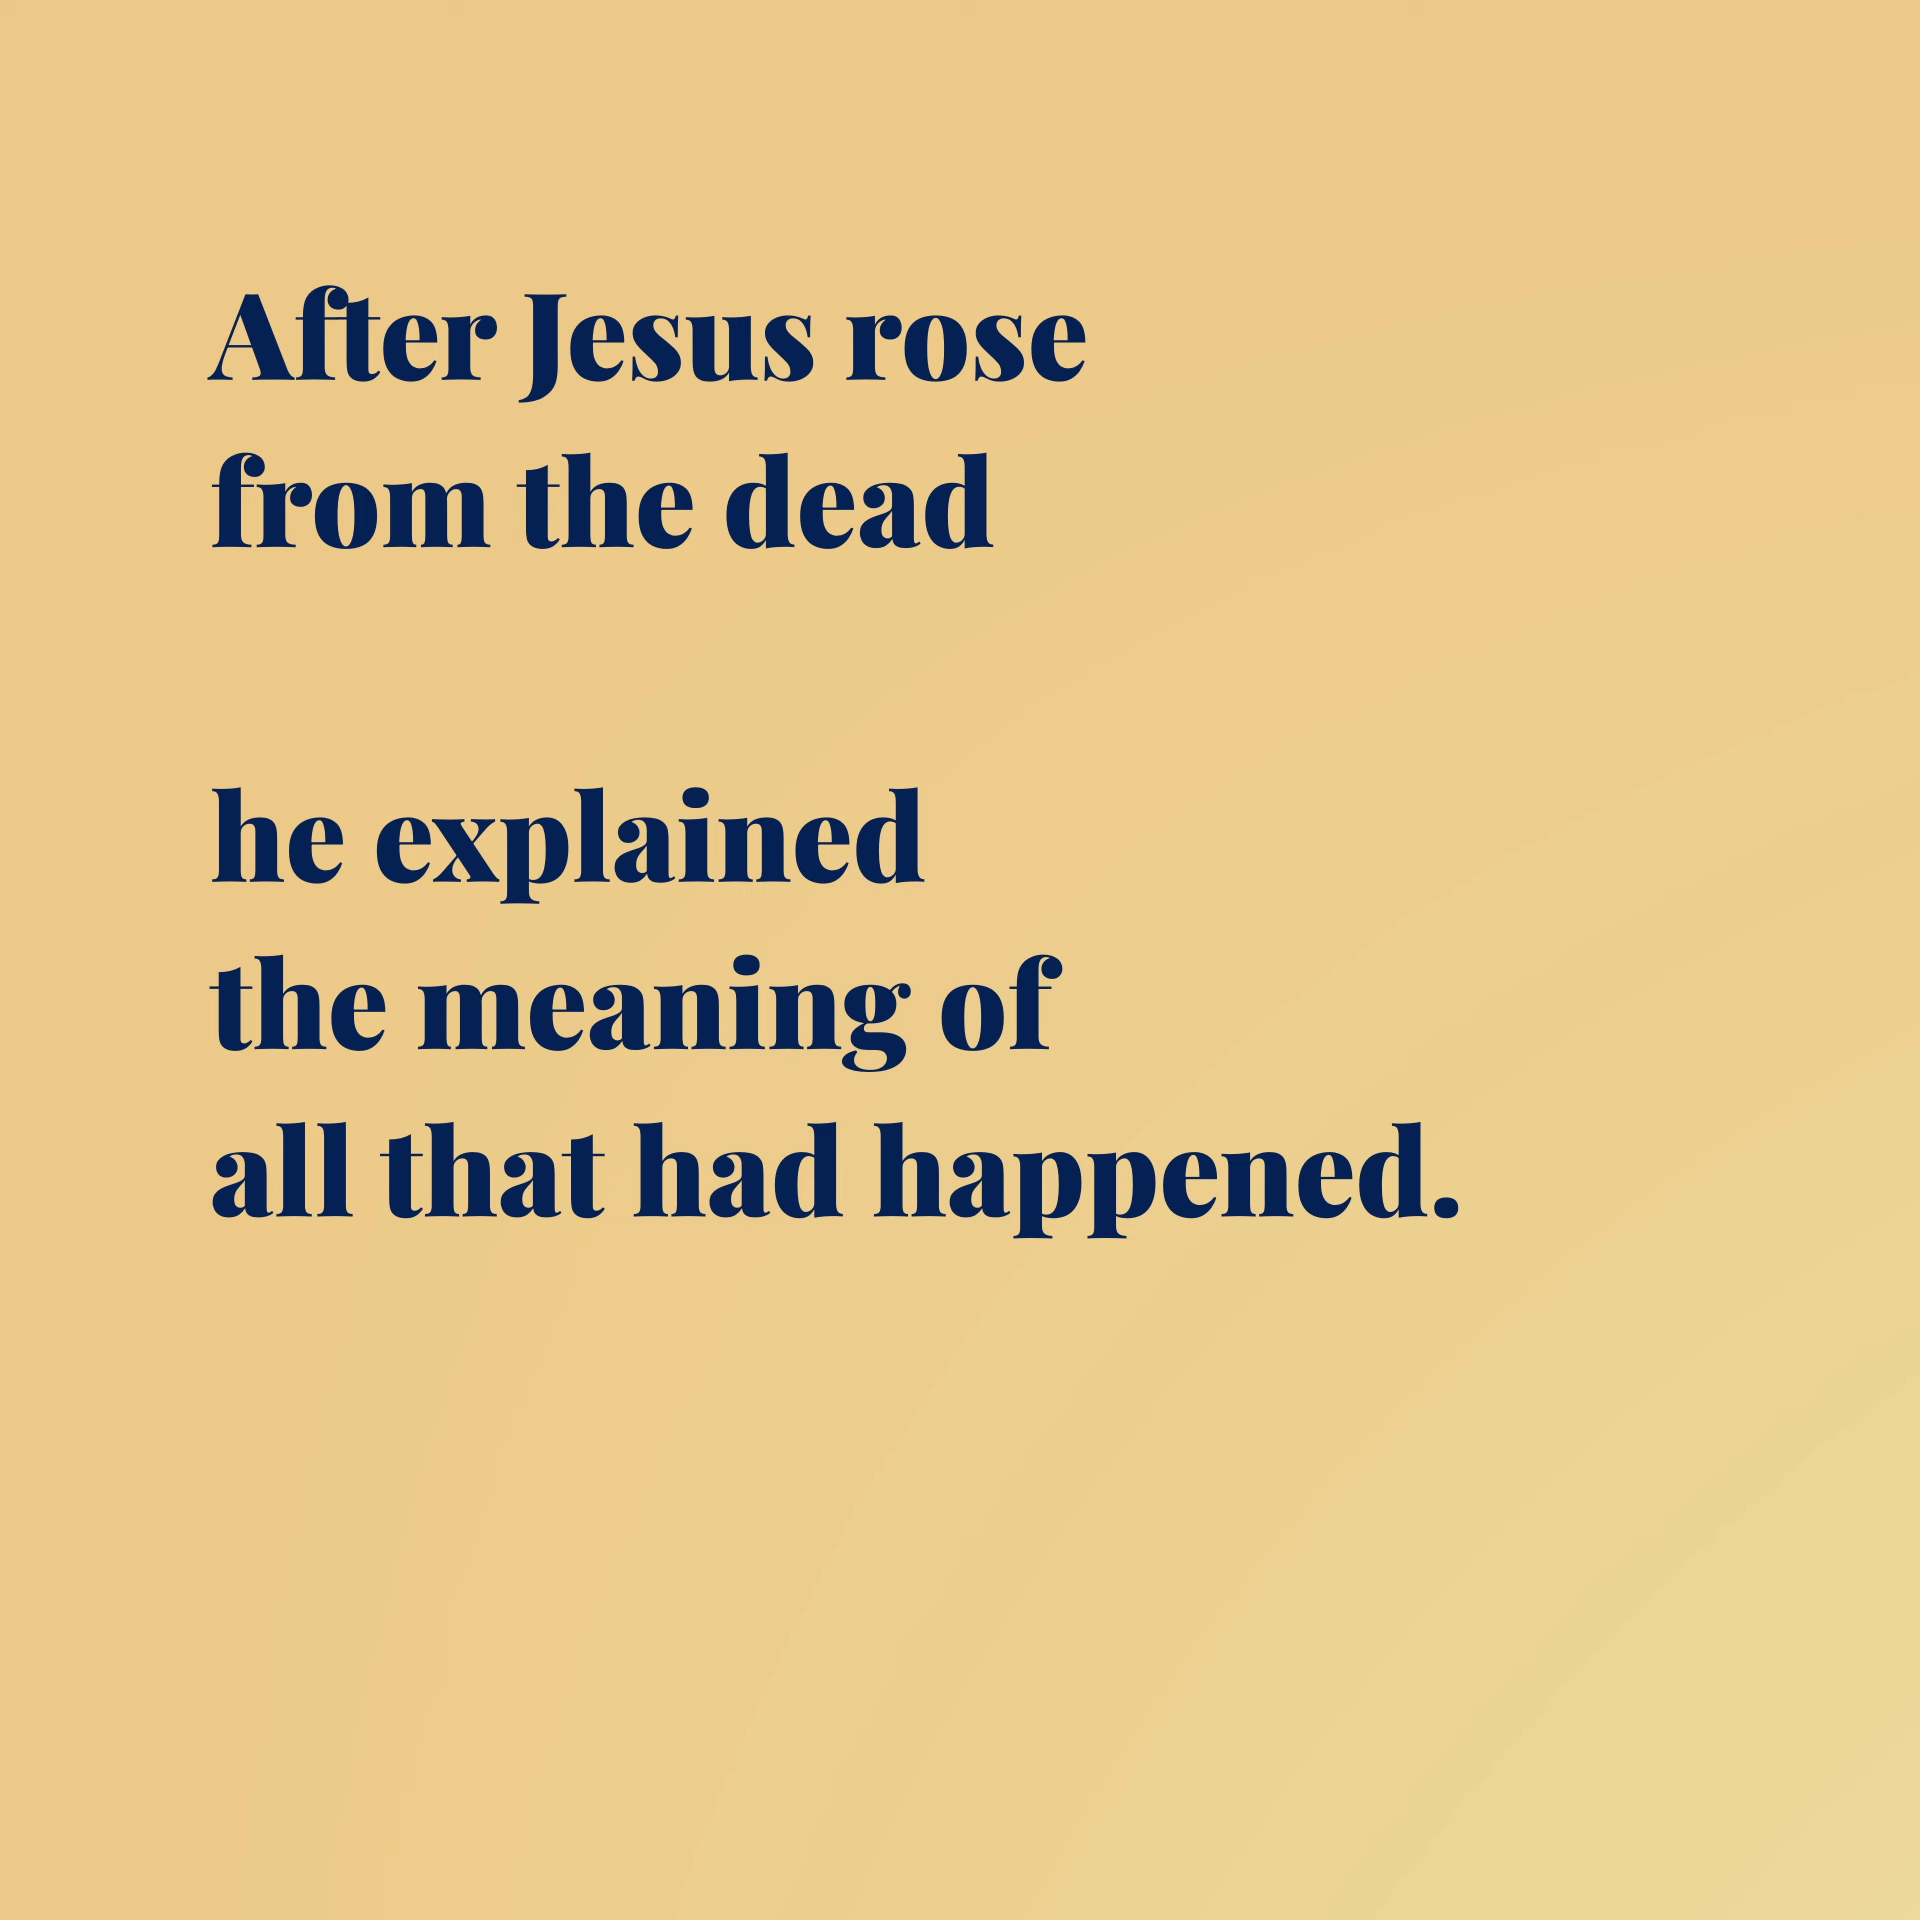 After Jesus rose
from the dead
he explained
the meaning of
all that had happened.